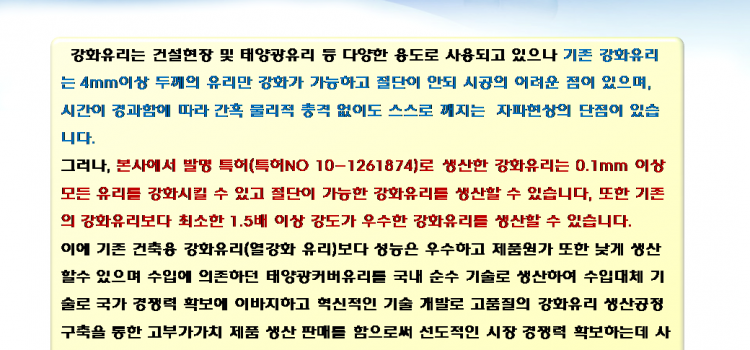 강화유리는 건설현장 및 태양광유리 등 다양한 용도로 사용되고 있으나 기존 강화유리
는 4mm이상 두께의 유리만 강화가 가능하고 절단이 안되 시공의 어려운 점이 있으며,
시간이 경과함에 따라 간혹 물리적 충격 없이도 스스로 깨지는 자파현상의 단점이 있습
니다.
그러나, 본사에서 발명 특허(특허NO 10-1261874)로 생산한 강화유리는 0.1mm 이상
모든 유리를 강화시킬 수 있고 절단이 가능한 강화유리를 생산할 수 있습니다, 또한 기존
의 강화유리보다 최소한 1.5배 이상 강도가 우수한 강화유리를 생산할 수 있습니다.
이에 기존 건축용 강화유리(열강화 유리)보다 성능은 우수하고 제품원가 또한 낮게 생산
할수 있으며 수입에 의존하던 태양광커버유리를 국내 순수 기술로 생산하여 수입대체 기
술로 국가 경쟁력 확보에 이바지하고 혁신적인 기술 개발로 고품질의 강화유리 생산공정
구축을 통한 고부가가치 제품 생산 판매를 함으로써 선도적인 시장 경쟁력 확보하는데 사